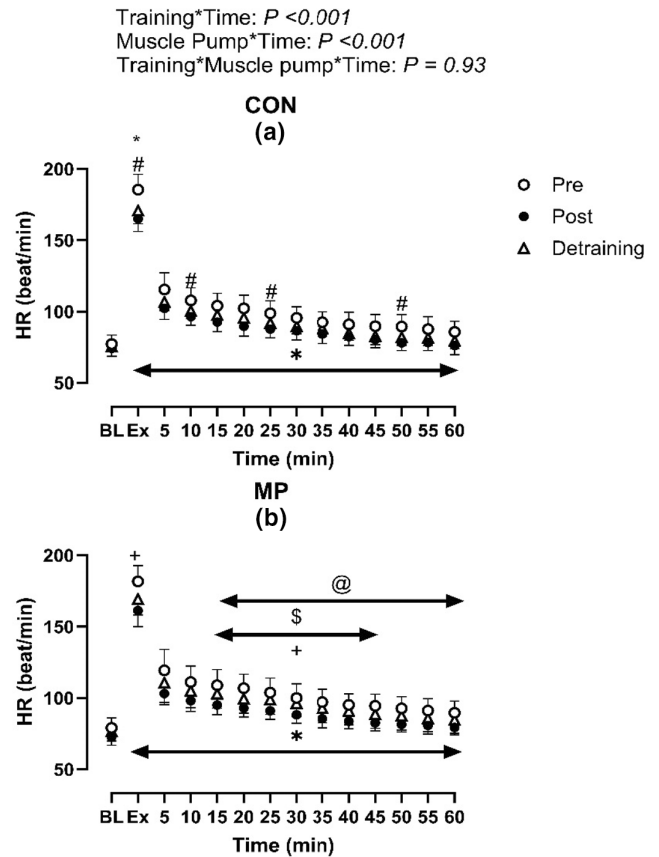 Training*Time: P <0.001
Muscle Pump*Time: P <0.001
Training*Muscle pump*Time: P = 0.93
CON
(a)
*
#
# # #
*
200
150
100
50
HR (beat/min)
BL Ex 5 10 15 20 25 30 35 40 45 50 55 60
Time (min)
Pre
Post
Detraining
MP
(b)
+
@
$
+
*
200
150
100
50
HR (beat/min)
BL Ex 5 10 15 20 25 30 35 40 45 50 55 60
Time (min)